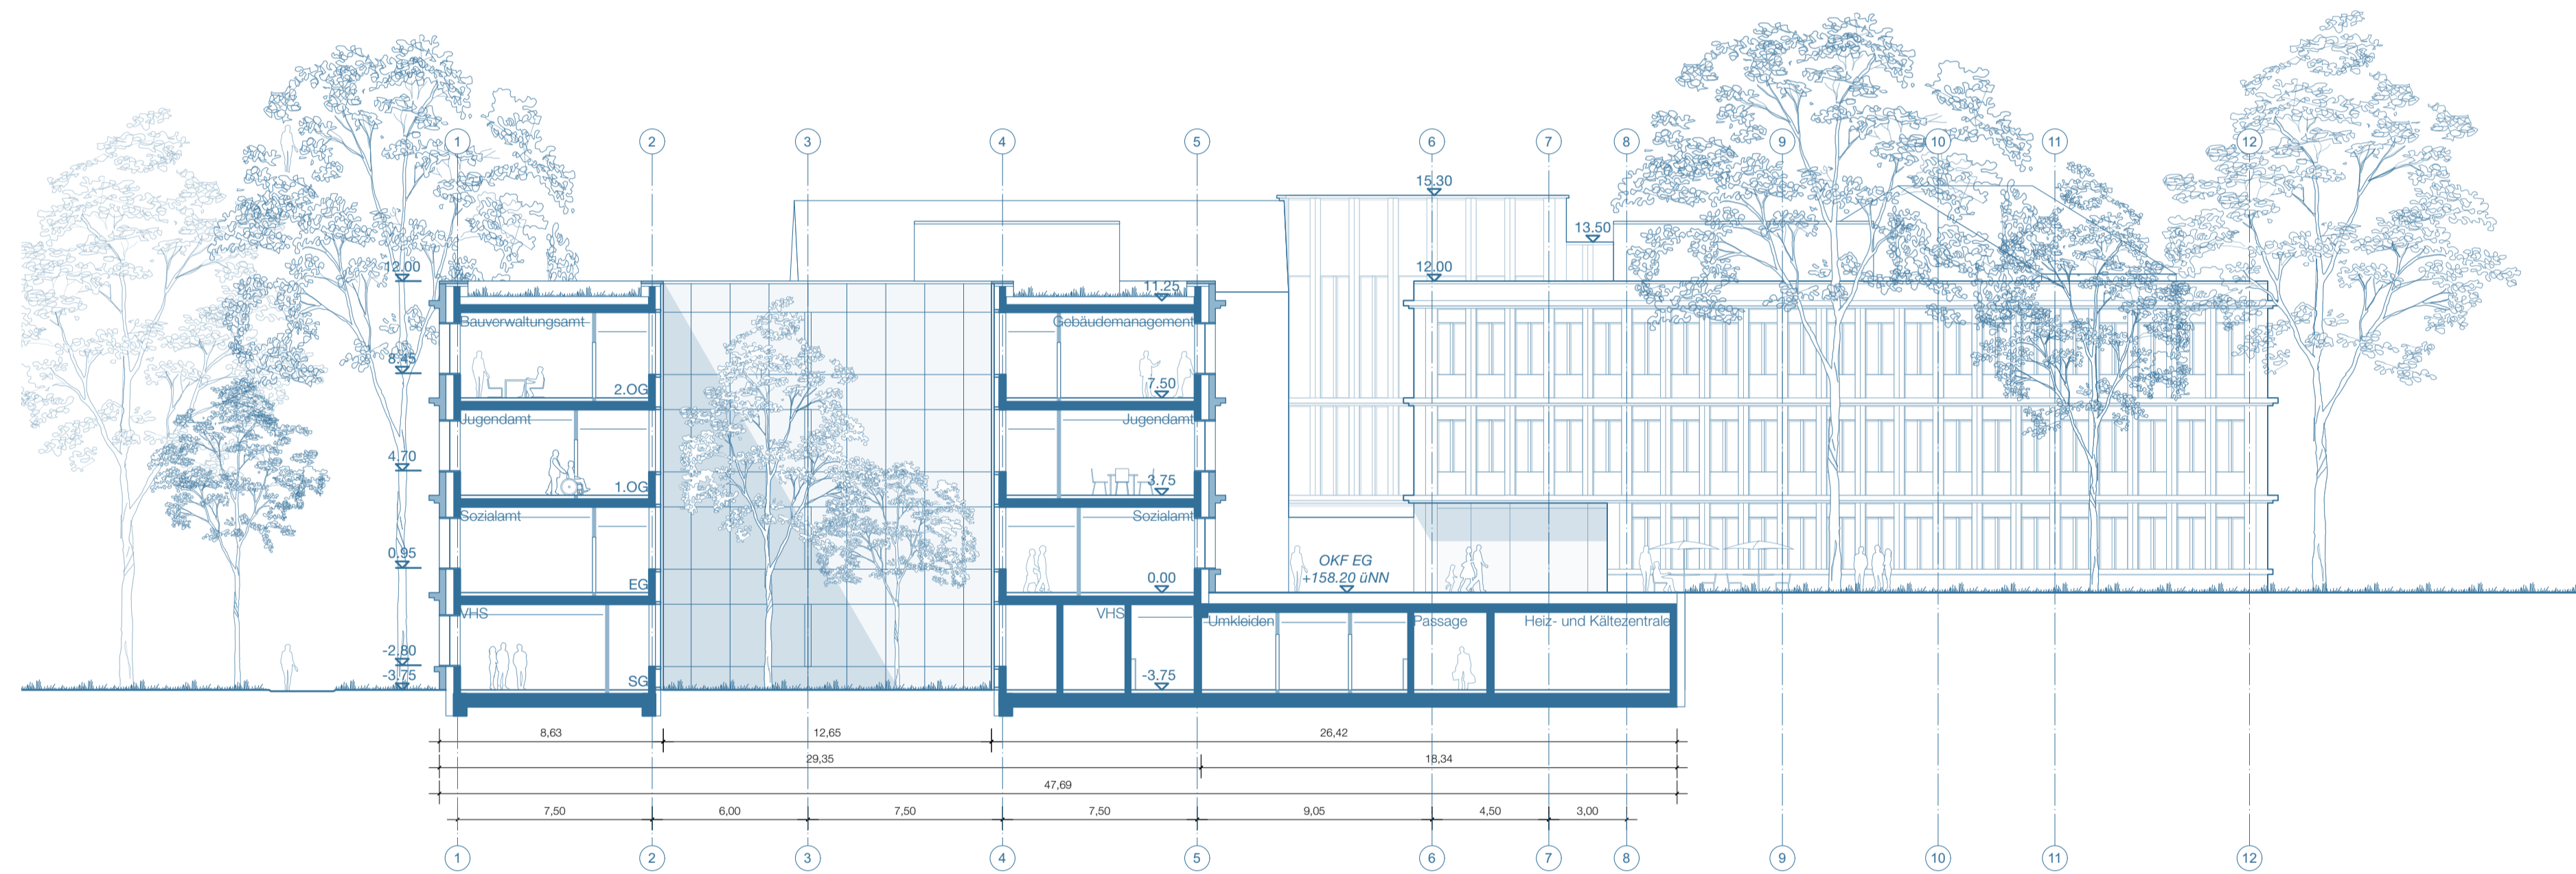 1 2 3 4 5 6 7 8 9 10 11 12
15.30
13.50
12.00
12.00
11.25
Bauverwaltungsamt
Gebäudemanagement
8.45
7.50
2.OG
Jugendamt
Jugendamt
4.70
3.75
1.OG
Sozialamt
Sozialamt
0.95
0.00
EG
OKF EG
+158.20 üNN
VHS
VHS
Umkleiden
Passage
Heiz- und Kältezentrale
-2.80
-3.75
-3.75
SG
8,63 12,65 26,42
29,35 18,34
47,69
7,50 6,00 7,50 7,50 9,05 4,50 3,00
1 2 3 4 5 6 7 8 9 10 11 12